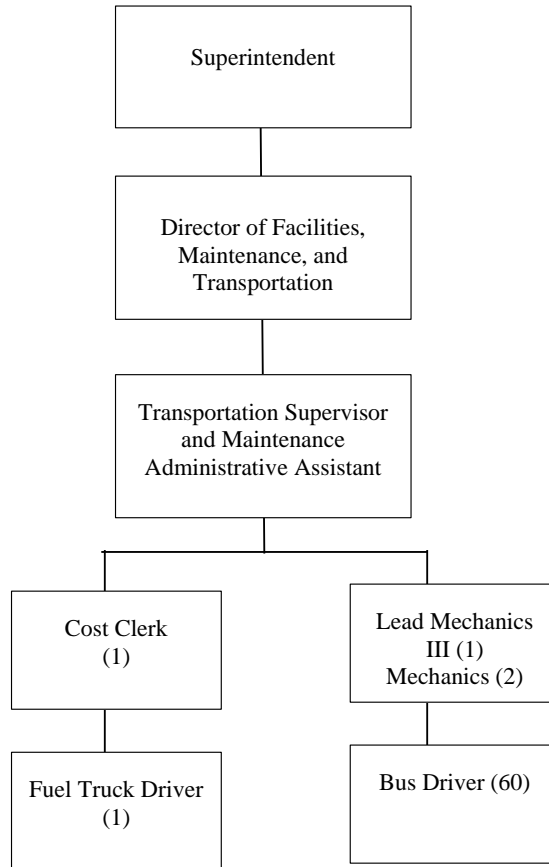 Superintendent
Director of Facilities,
Maintenance, and
Transportation
Transportation Supervisor
and Maintenance
Administrative Assistant
Cost Clerk
(1)
Lead Mechanics
III (1)
Mechanics (2)
Fuel Truck Driver
(1)
Bus Driver (60)